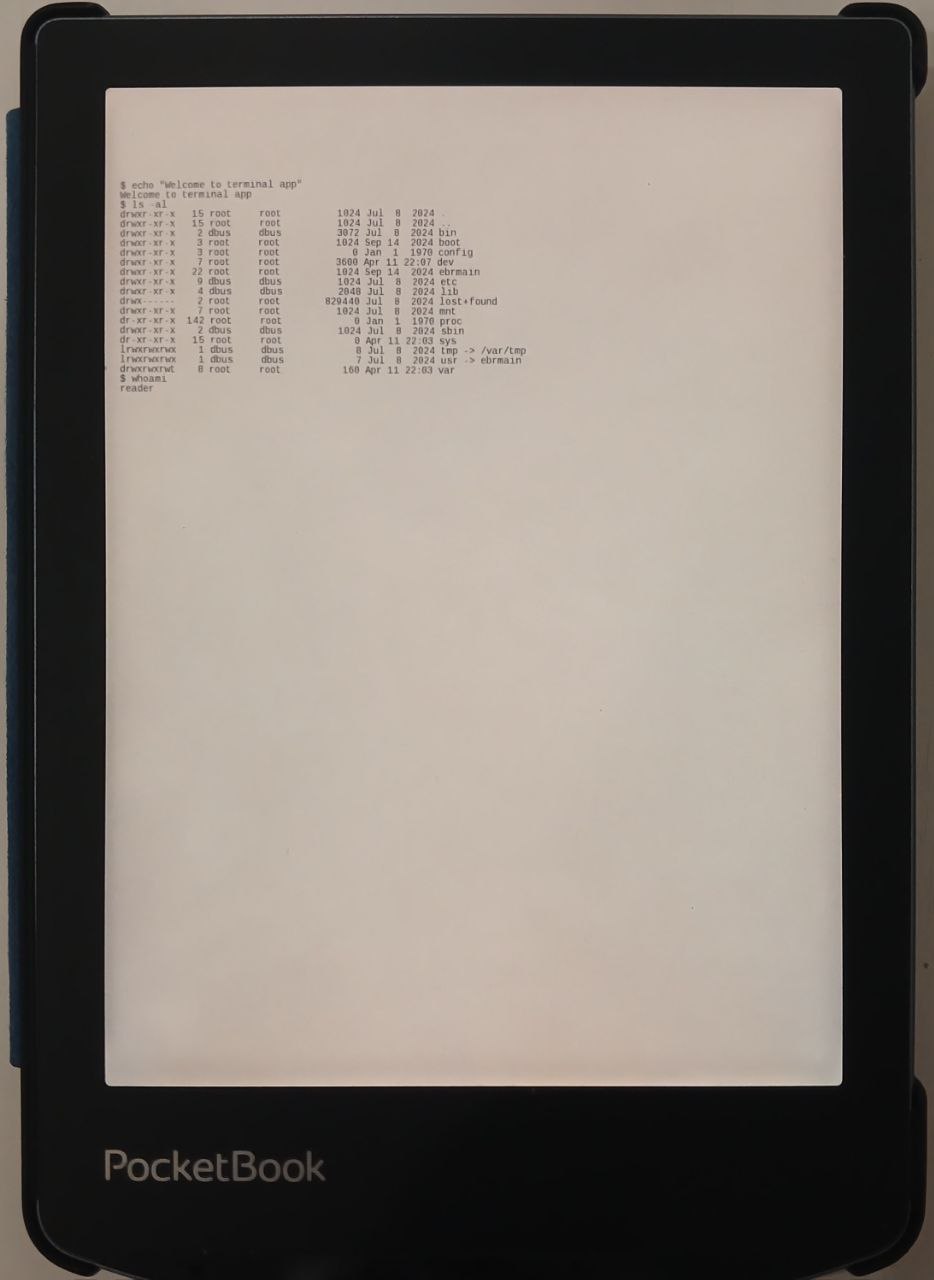 $ echo "Welcome to terminal app"
Welcome to terminal app
$ ls -al
drwxr-xr-x   15 root     root          1024 Jul  8  2024 .
drwxr-xr-x   15 root     root          1024 Jul  8  2024 ..
drwxr-xr-x    2 dbus     dbus          3072 Jul  8  2024 bin
drwxr-xr-x    3 root     root          1024 Sep 14  2024 boot
drwxr-xr-x    3 root     root             0 Jan  1  1970 config
drwxr-xr-x    7 root     root          3600 Apr 11 22:07 dev
drwxr-xr-x   22 root     root          1024 Sep 14  2024 ebrmain
drwxr-xr-x    9 dbus     dbus          1024 Jul  8  2024 etc
drwxr-xr-x    4 dbus     dbus          2048 Jul  8  2024 lib
drwx------    2 root     root        829440 Jul  8  2024 lost+found
drwxr-xr-x    7 root     root          1024 Jul  8  2024 mnt
dr-xr-xr-x  142 root     root             0 Jan  1  1970 proc
drwxr-xr-x    2 dbus     dbus          1024 Jul  8  2024 sbin
dr-xr-xr-x   15 root     root             0 Apr 11 22:03 sys
lrwxrwxrwx    1 dbus     dbus             8 Jul  8  2024 tmp -> /var/tmp
lrwxrwxrwx    1 dbus     dbus             7 Jul  8  2024 usr -> ebrmain
drwxrwxrwt    8 root     root           160 Apr 11 22:03 var
$ whoami
reader
PocketBook